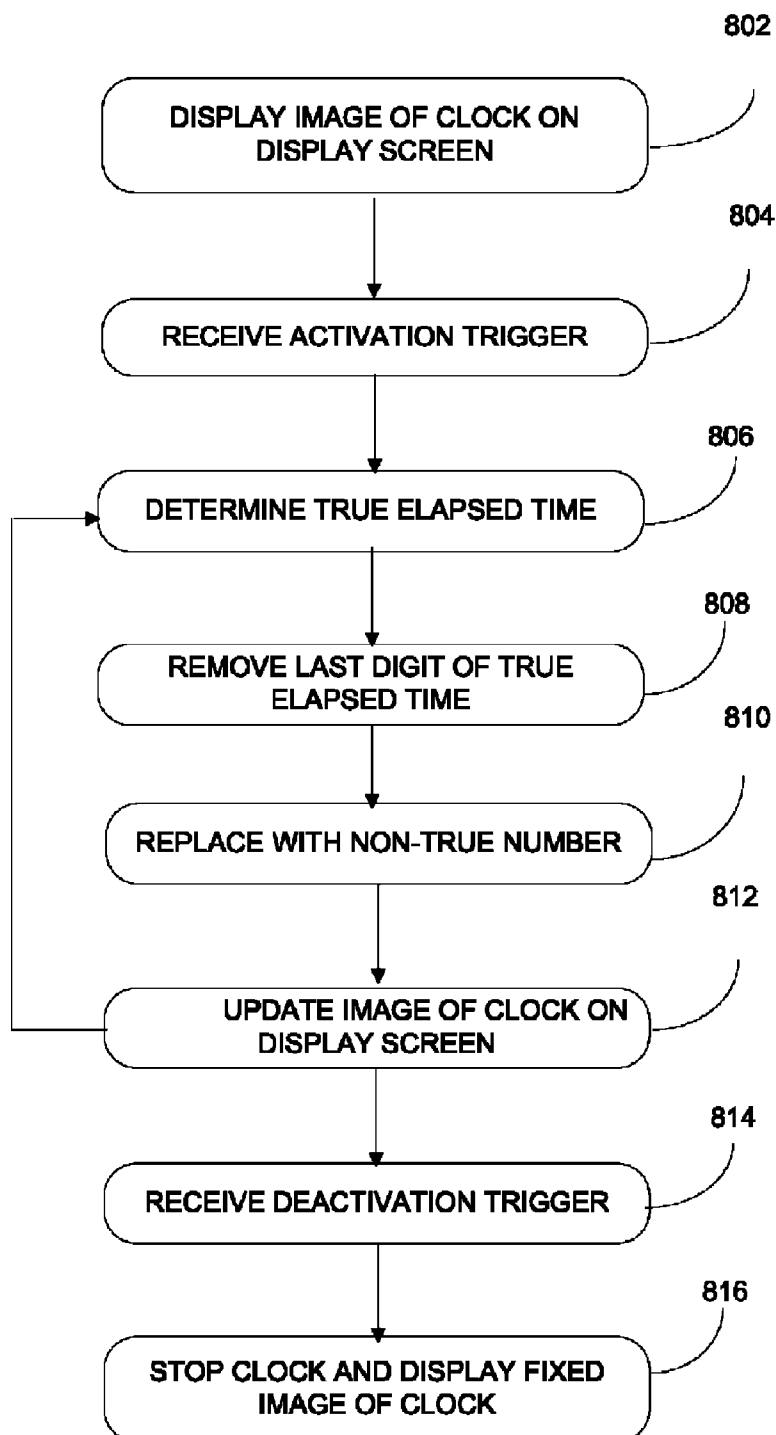 802
DISPLAY IMAGE OF CLOCK ON
DISPLAY SCREEN
804
RECEIVE ACTIVATION TRIGGER
806
DETERMINE TRUE ELAPSED TIME
808
REMOVE LAST DIGIT OF TRUE
ELAPSED TIME
810
REPLACE WITH NON-TRUE NUMBER
812
UPDATE IMAGE OF CLOCK ON
DISPLAY SCREEN
814
RECEIVE DEACTIVATION TRIGGER
816
STOP CLOCK AND DISPLAY FIXED
IMAGE OF CLOCK